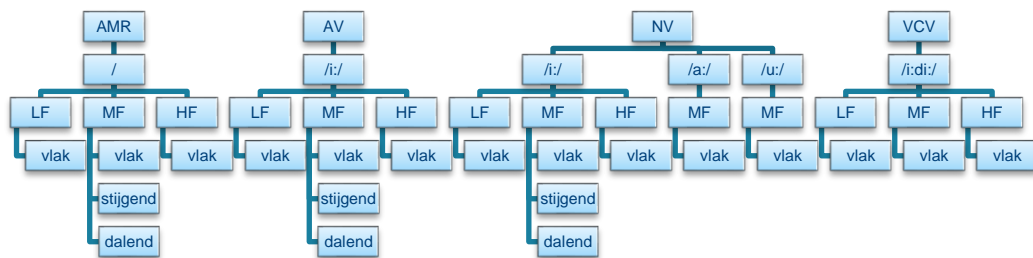 AMR AV NV VCV
/ /i:/ /i:/ /a:/ /u:/ /i:di:/
LF MF HF LF MF HF LF MF HF MF MF LF MF HF
vlak vlak vlak vlak vlak vlak vlak vlak vlak vlak vlak vlak vlak vlak
stijgend stijgend stijgend
dalend dalend dalend